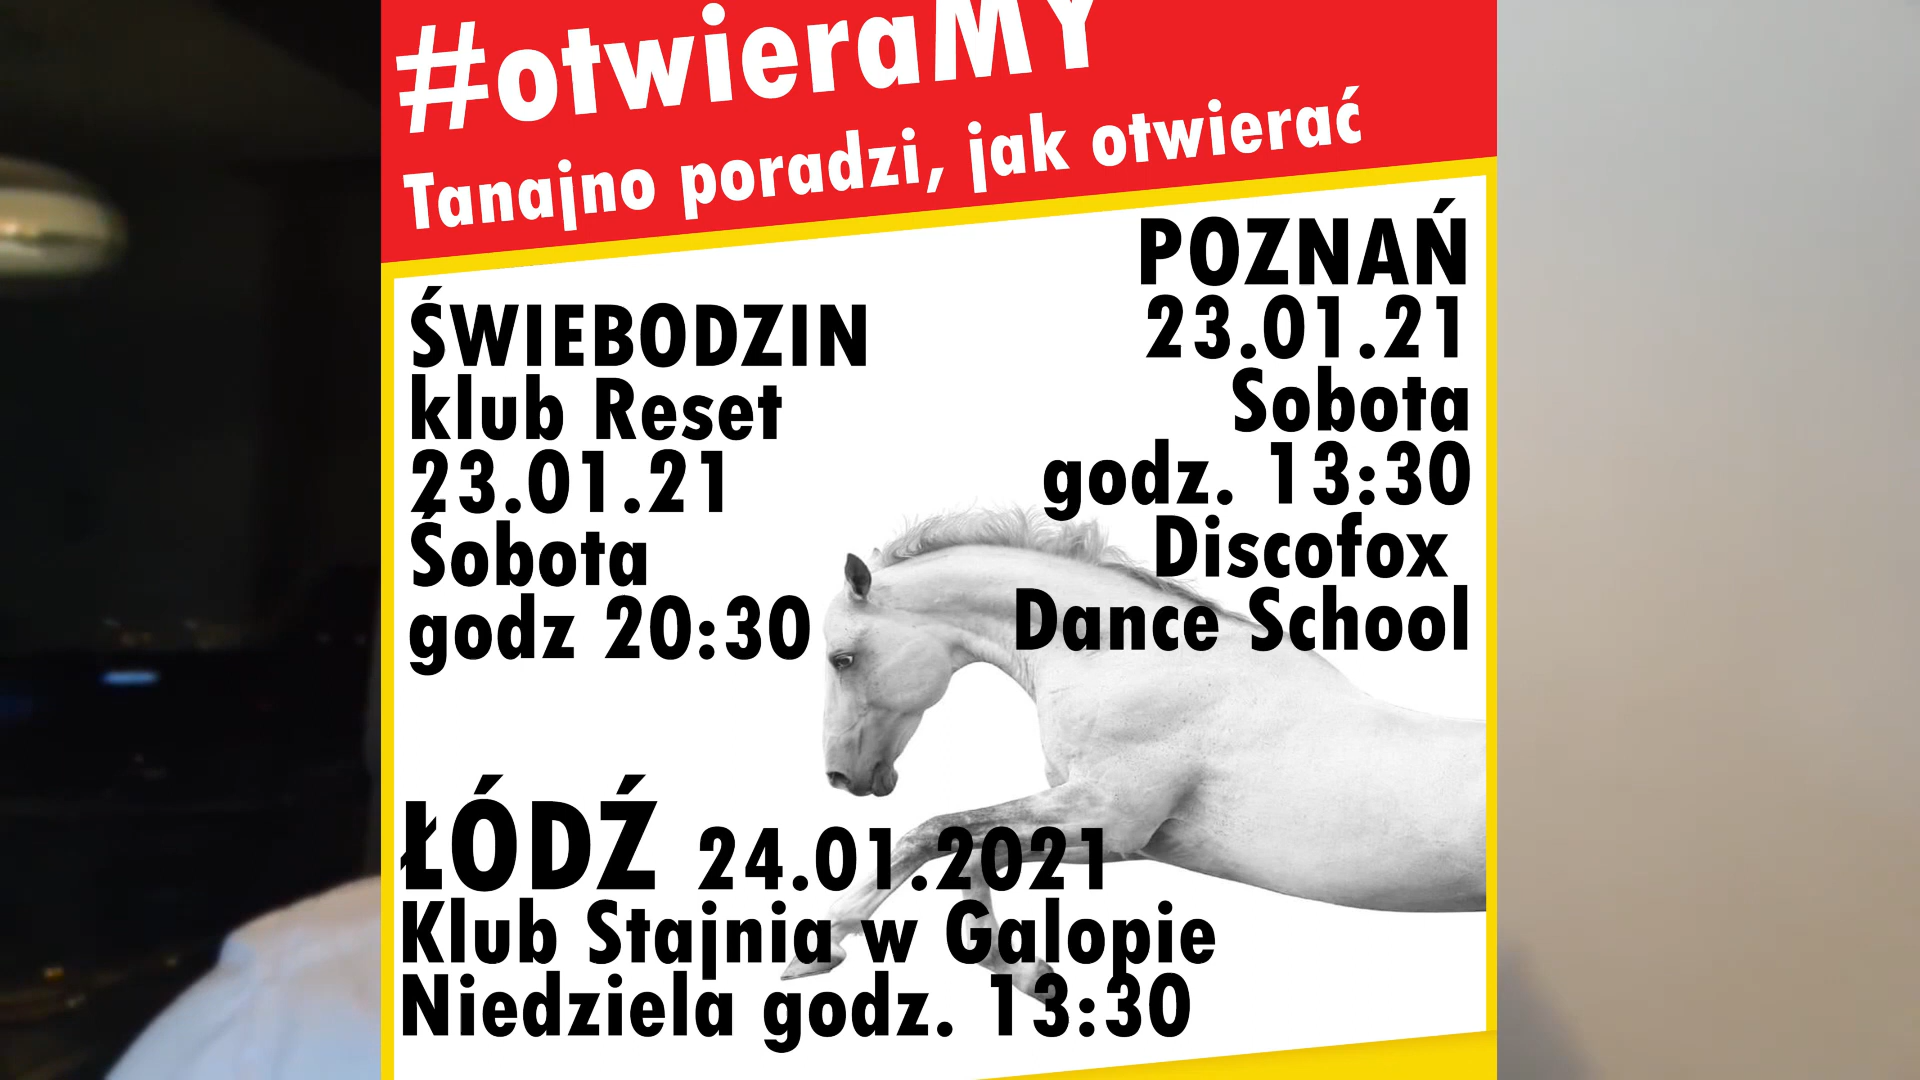 #otwieraMY
Tanajno poradzi, jak otwierać
ŚWIEBODZIN
klub Reset
23.01.21
Śobota
godz 20:30
POZNAŃ
23.01.21
Sobota
godz. 13:30
Discofox
Dance School
ŁÓDŹ 24.01.2021
Klub Stajnia w Galopie
Niedziela godz. 13:30